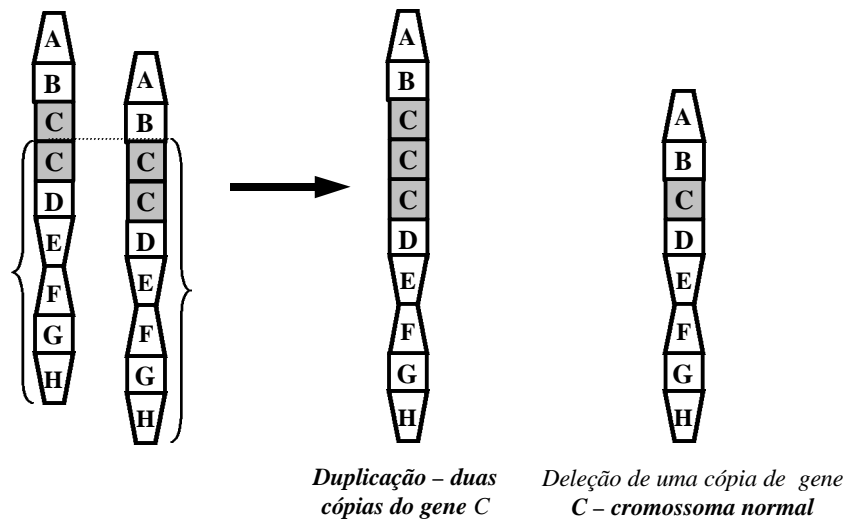 A
B
C
C
D
E
F
G
H
A
B
C
C
D
E
F
G
H
A
B
C
C
C
D
E
F
G
H
A
B
C
D
E
F
G
H
Duplicação – duas
cópias do gene C
Deleção de uma cópia de gene
C – cromossoma normal